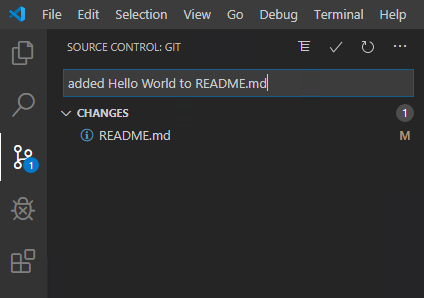 File Edit Selection View Go Debug Terminal Help
SOURCE CONTROL: GIT
added Hello World to README.md
CHANGES 1
README.md M
1